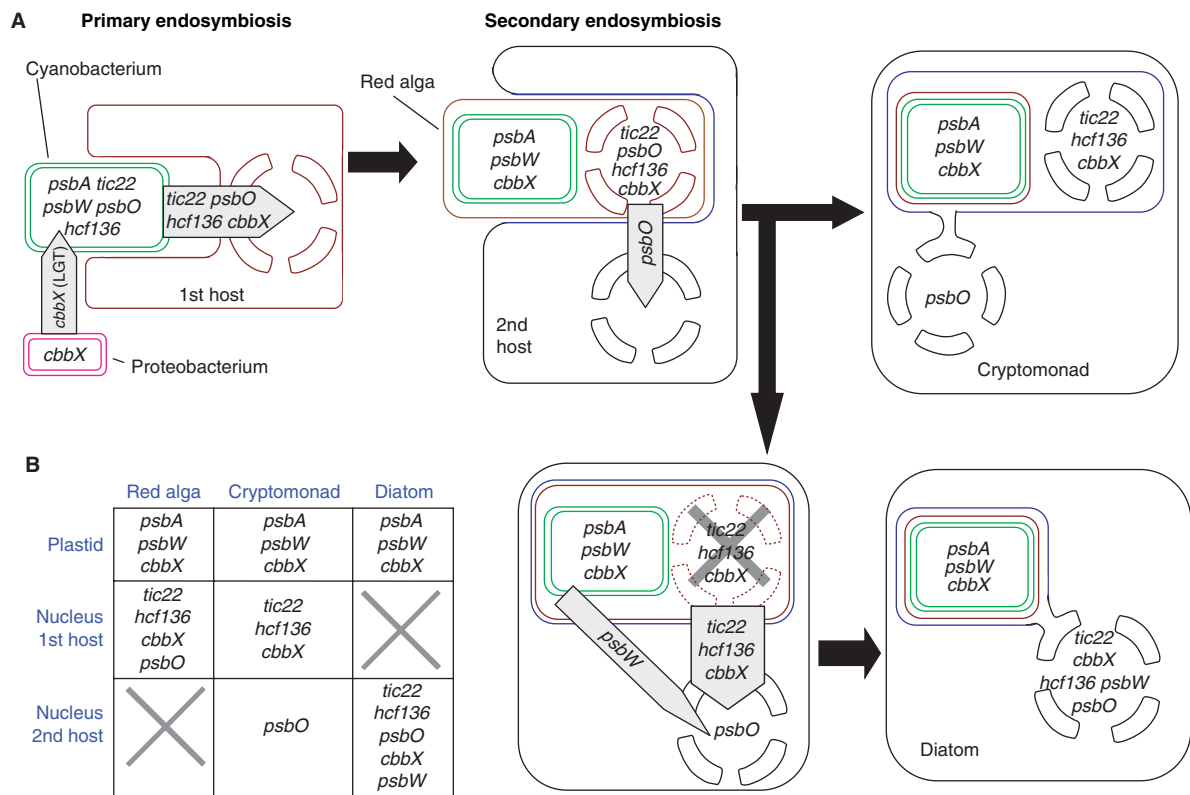 A
Primary endosymbiosis
Secondary endosymbiosis
Cyanobacterium
psbA tic22
psbW psbO
hcf136
tic22 psbO
hcf136 cbbX
cbbX (LGT)
1st host
cbbX
Proteobacterium
Red alga
psbA
psbW
cbbX
tic22
psbO
hcf136
cbbX
psbO
2nd
host
psbA
psbW
cbbX
tic22
hcf136
cbbX
psbO
Cryptomonad
B
Red alga Cryptomonad Diatom
Plastid
psbA psbA psbA
psbW psbW psbW
cbbX cbbX cbbX
Nucleus
1st host
tic22
hcf136
cbbX
psbO
tic22
hcf136
cbbX
Nucleus
2nd host
psbO
tic22
hcf136
psbO
cbbX
psbW
psbA
psbW
cbbX
tic22
hcf136
cbbX
psbW
tic22
hcf136
cbbX
psbO
psbA
psbW
cbbX
tic22
cbbX
hcf136 psbW
psbO
Diatom